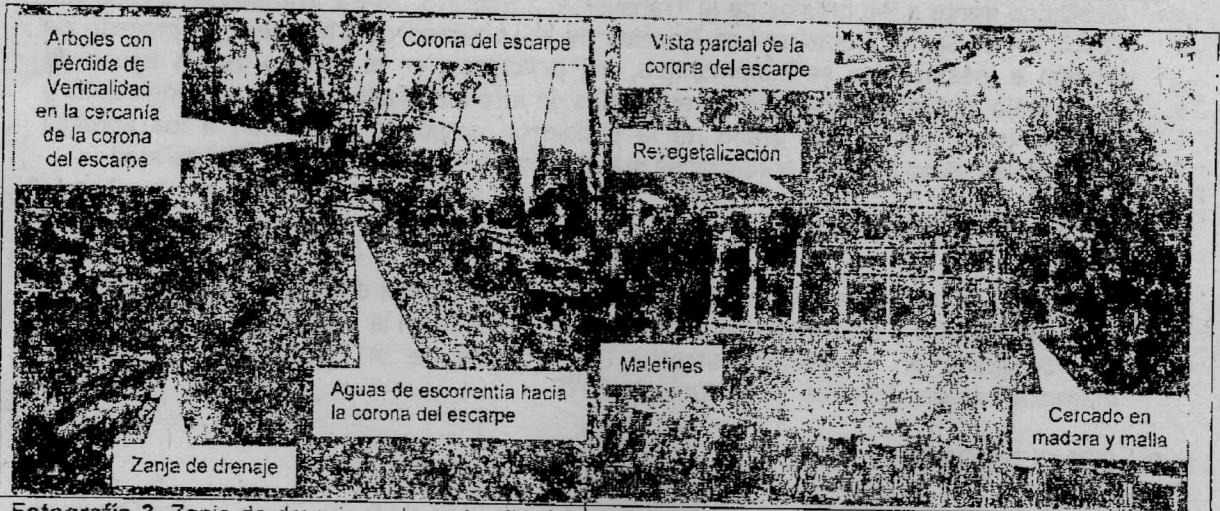 Arboles con
pérdida de
Verticalidad
en la cercanía
de la corona
del escarpe
Corona del escarpe
Aguas de escorrentía hacia
la corona del escarpe
Zanja de drenaje
Vista parcial de la
corona del escarpe
Revegetalización
Maletines
Cercado en
madera y malla
Fotografía 3. Zanja de